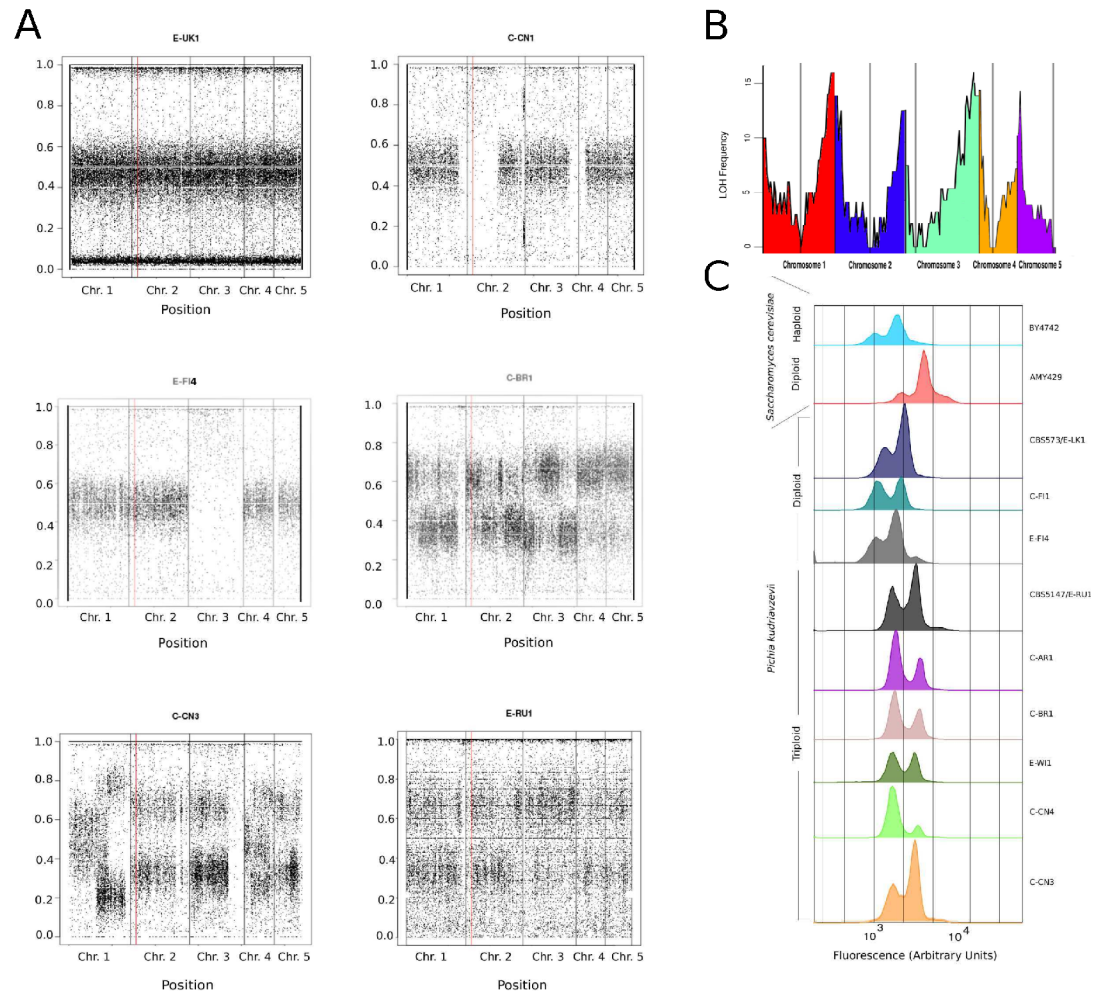 A
E-UK1
1.0
0.8
0.6
0.4
0.2
0.0
Chr. 1 Chr. 2 Chr. 3 Chr. 4 Chr. 5
Position
C-CN1
1.0
0.8
0.6
0.4
0.2
0.0
Chr. 1 Chr. 2 Chr. 3 Chr. 4 Chr. 5
Position
E-FI4
1.0
0.8
0.6
0.4
0.2
0.0
Chr. 1 Chr. 2 Chr. 3 Chr. 4 Chr. 5
Position
C-BR1
1.0
0.8
0.6
0.4
0.2
0.0
Chr. 1 Chr. 2 Chr. 3 Chr. 4 Chr. 5
Position
C-CN3
1.0
0.8
0.6
0.4
0.2
0.0
Chr. 1 Chr. 2 Chr. 3 Chr. 4 Chr. 5
Position
E-RU1
1.0
0.8
0.6
0.4
0.2
0.0
Chr. 1 Chr. 2 Chr. 3 Chr. 4 Chr. 5
Position
B
LOH Frequency
15
10
5
0
Chromosome 1 Chromosome 2 Chromosome 3 Chromosome 4 Chromosome 5
C
Saccharomyces cerevisiae
Haploid
Diploid
Pichia kudriavzevii
Diploid
Triploid
BY4742
AMY429
CBS573/E-LK1
C-FI1
E-FI4
CBS5147/E-RU1
C-AR1
C-BR1
E-WI1
C-CN4
C-CN3
10³ 10⁴
Fluorescence (Arbitrary Units)